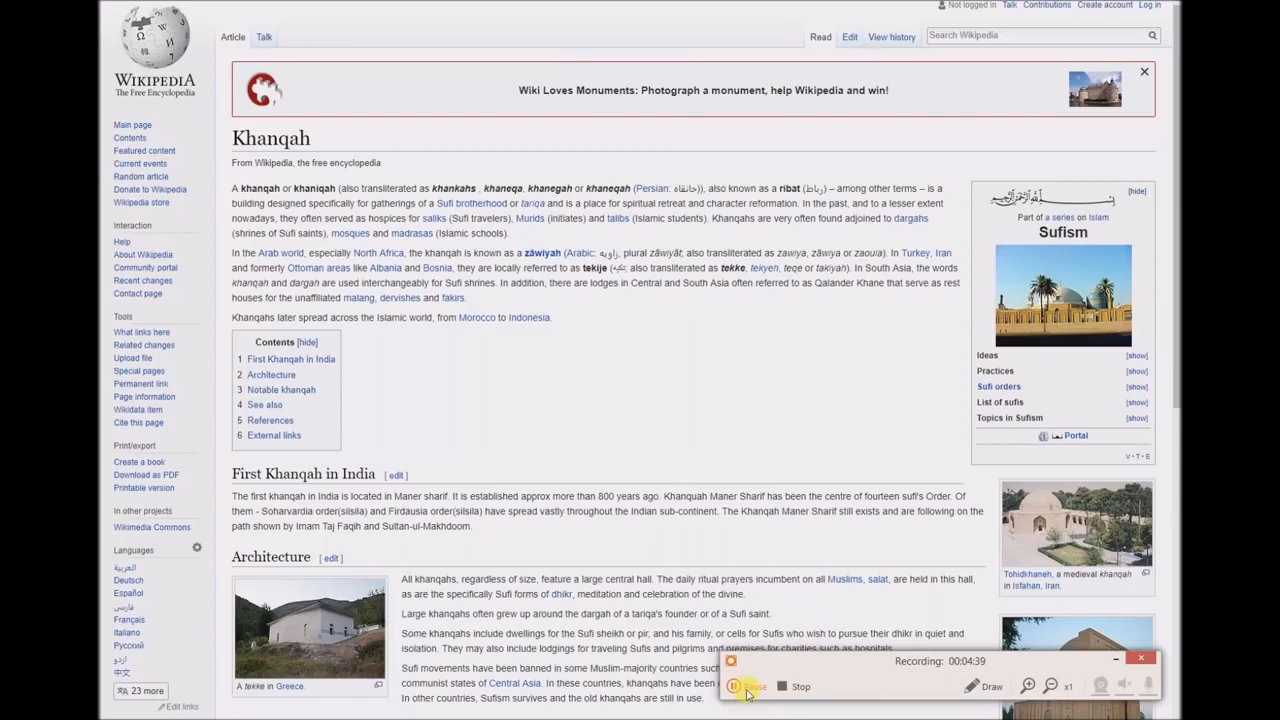 Not logged in Talk Contributions Create account Log in
Article Talk
Read Edit View history Search Wikipedia
WIKIPEDIA
The Free Encyclopedia
Wiki Loves Monuments: Photograph a monument, help Wikipedia and win!
Main page
Contents
Featured content
Current events
Random article
Donate to Wikipedia
Wikipedia store
Interaction
Help
About Wikipedia
Community portal
Recent changes
Contact page
Tools
What links here
Related changes
Upload file
Special pages
Permanent link
Page information
Wikidata item
Cite this page
Print/export
Create a book
Download as PDF
Printable version
In other projects
Wikimedia Commons
Languages
العربية
Deutsch
Español
فارسی
Français
Italiano
Русский
اردو
中文
23 more
Edit links
Khanqah
From Wikipedia, the free encyclopedia
A khanqah or khaniqah (also transliterated as khankahs , khaneqa, khanegah or khaneqah (Persian: خانقاه)), also known as a ribat (رباط) – among other terms – is a
building designed specifically for gatherings of a Sufi brotherhood or tariqa and is a place for spiritual retreat and character reformation. In the past, and to a lesser extent
nowadays, they often served as hospices for saliks (Sufi travelers), Murids (initiates) and talibs (Islamic students). Khanqahs are very often found adjoined to dargahs
(shrines of Sufi saints), mosques and madrasas (Islamic schools).
In the Arab world, especially North Africa, the khanqah is known as a zāwiyah (Arabic: زاویه, plural zāwiyāt; also transliterated as zawiya, zāwiya or zaouia). In Turkey, Iran
and formerly Ottoman areas like Albania and Bosnia, they are locally referred to as tekije (تكيه; also transliterated as tekke, tekyeh, teqe or takiyah). In South Asia, the words
khanqah and dargah are used interchangeably for Sufi shrines. In addition, there are lodges in Central and South Asia often referred to as Qalander Khane that serve as rest
houses for the unaffiliated malang, dervishes and fakirs.
Khanqahs later spread across the Islamic world, from Morocco to Indonesia.
Contents [hide]
1 First Khanqah in India
2 Architecture
3 Notable khanqah
4 See also
5 References
6 External links
[hide]
Part of a series on Islam
Sufism
Ideas [show]
Practices [show]
Sufi orders [show]
List of sufis [show]
Topics in Sufism [show]
Portal
V · T · E
First Khanqah in India [ edit ]
The first khanqah in India is located in Maner sharif. It is established approx more than 800 years ago. Khanquah Maner Sharif has been the centre of fourteen sufi's Order. Of
them - Soharvardia order(silsila) and Firdausia order(silsila) have spread vastly throughout the Indian sub-continent. The Khanqah Maner Sharif still exists and are following on the
path shown by Imam Taj Faqih and Sultan-ul-Makhdoom.
Tohidkhaneh, a medieval khanqah
in Isfahan, Iran.
Architecture [ edit ]
All khanqahs, regardless of size, feature a large central hall. The daily ritual prayers incumbent on all Muslims, salat, are held in this hall,
as are the specifically Sufi forms of dhikr, meditation and celebration of the divine.
Large khanqahs often grew up around the dargah of a tariqa's founder or of a Sufi saint.
Some khanqahs include dwellings for the Sufi sheikh or pir, and his family, or cells for Sufis who wish to pursue their dhikr in quiet and
isolation. They may also include lodgings for traveling Sufis and pilgrims and premises for charities such as hospitals.
Sufi movements have been banned in some Muslim-majority countries suc
communist states of Central Asia. In these countries, khanqahs have been
In other countries, Sufism survives and the old khanqahs are still in use.
A tekke in Greece.
Recording: 00:04:39
Pause Stop Draw x1